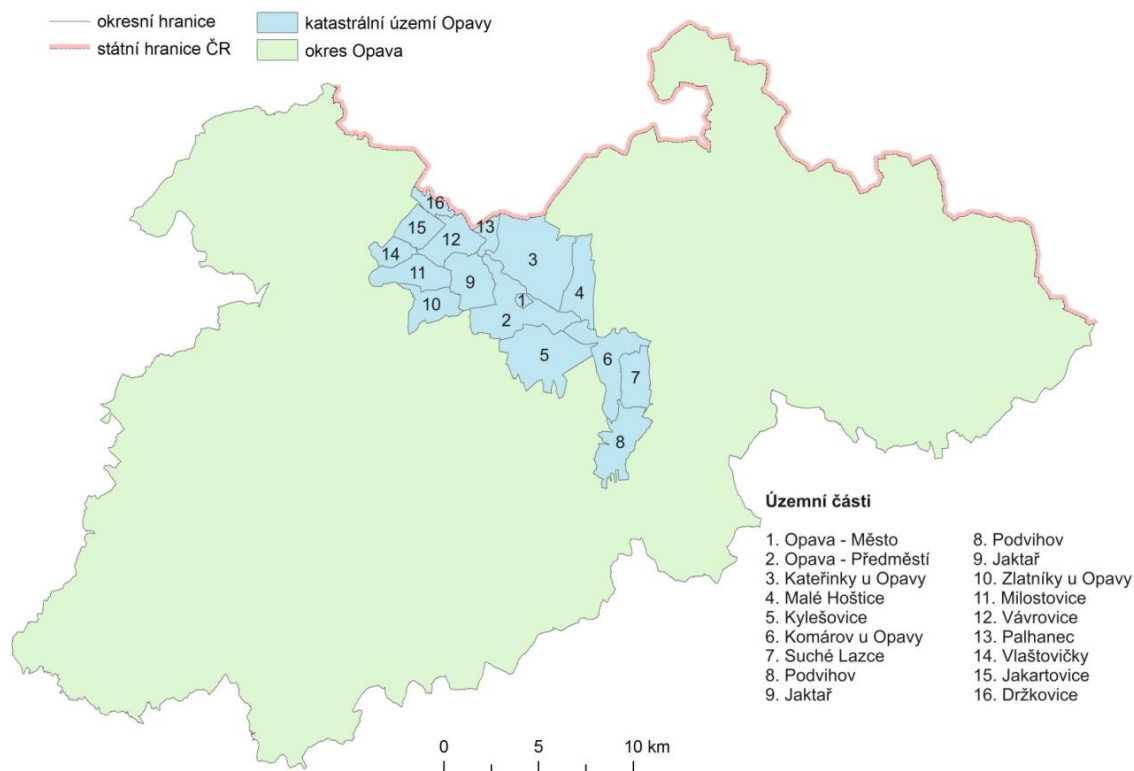 okresní hranice
státní hranice ČR
katastrální území Opavy
okres Opava
16
15
13
12
14
3
11
9
4
10
1
2
5
6
7
8
Územní části
1. Opava - Město
2. Opava - Předměstí
3. Kateřinky u Opavy
4. Malé Hoštice
5. Kylešovice
6. Komárov u Opavy
7. Suché Lazce
8. Podvihov
9. Jaktař
8. Podvihov
9. Jaktař
10. Zlatníky u Opavy
11. Milostovice
12. Vávrovice
13. Palhanec
14. Vlaštovičky
15. Jakartovice
16. Držkovice
0 5 10 km